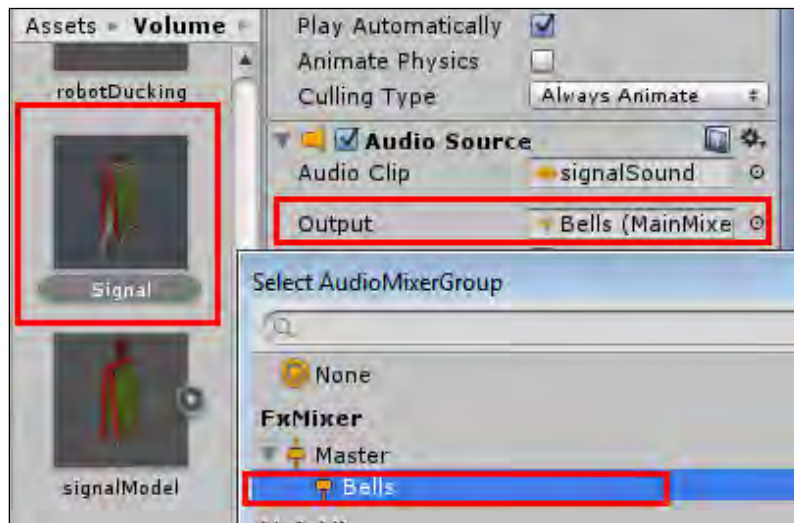 Assets Volume
robotDucking
Signal
signalModel
Play Automatically
Animate Physics
Culling Type Always Animate
Audio Source
Audio Clip signalSound
Output Bells (MainMixe
Select AudioMixerGroup
None
FxMixer
Master
Bells